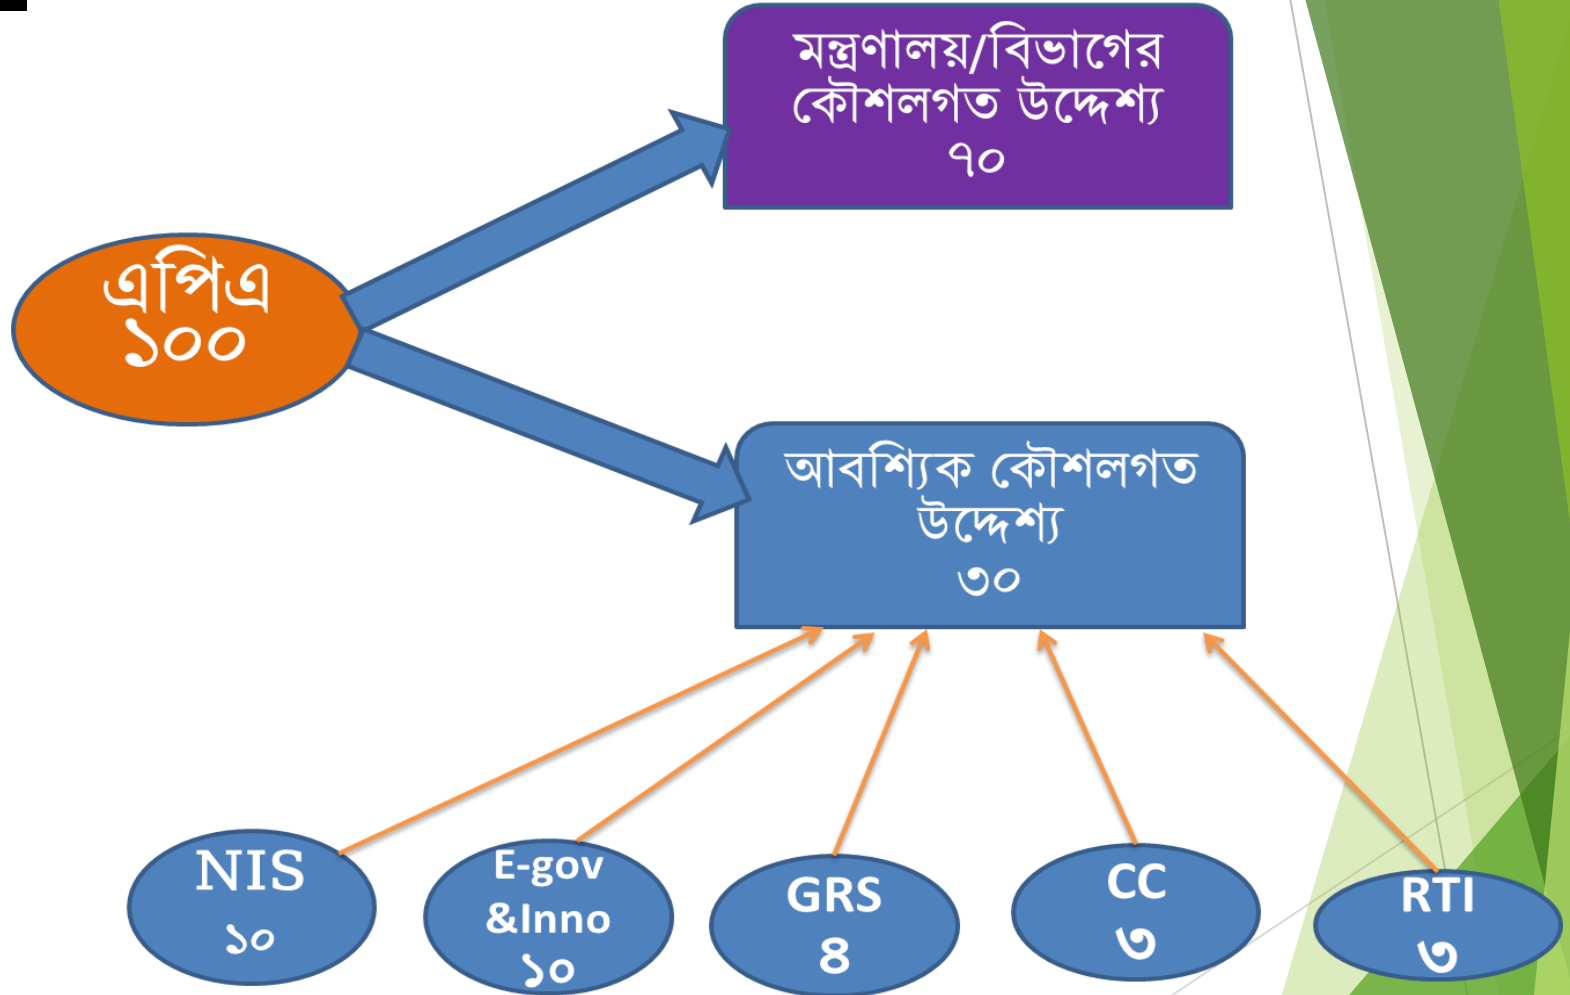 মন্ত্রণালয়/বিভাগের
কৌশলগত উদ্দেশ্য
৭০
এপিএ
১০০
আবশ্যিক কৌশলগত
উদ্দেশ্য
৩০
NIS
১০
E-gov
&Inno
১০
GRS
৪
CC
৩
RTI
৩